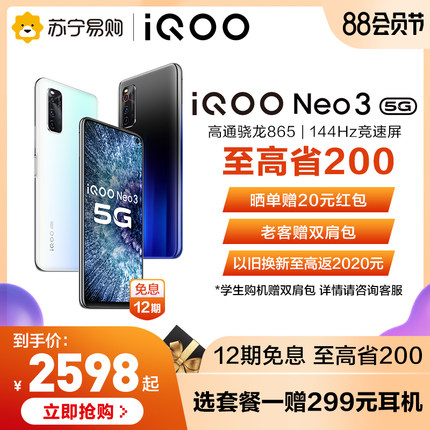 苏宁易购 iQOO
88会员节
iQOO Neo3 5G
高通骁龙865 | 144Hz竞速屏
至高省200
晒单赠20元红包
老客赠双肩包
以旧换新至高返2020元
*学生购机赠双肩包 详情请咨询客服
iQOO Neo3
5G
iQOO
免息
12期
到手价:
¥2598起
立即抢购>
12期免息 至高省200
选套餐一赠299元耳机